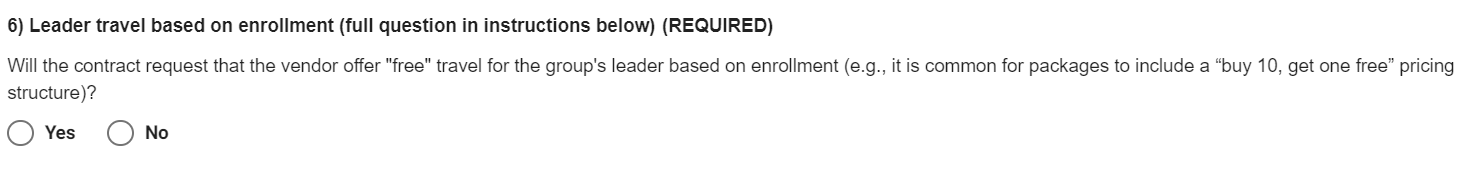 6) Leader travel based on enrollment (full question in instructions below) (REQUIRED)
Will the contract request that the vendor offer "free" travel for the group's leader based on enrollment (e.g., it is common for packages to include a “buy 10, get one free” pricing
structure)?
Yes No